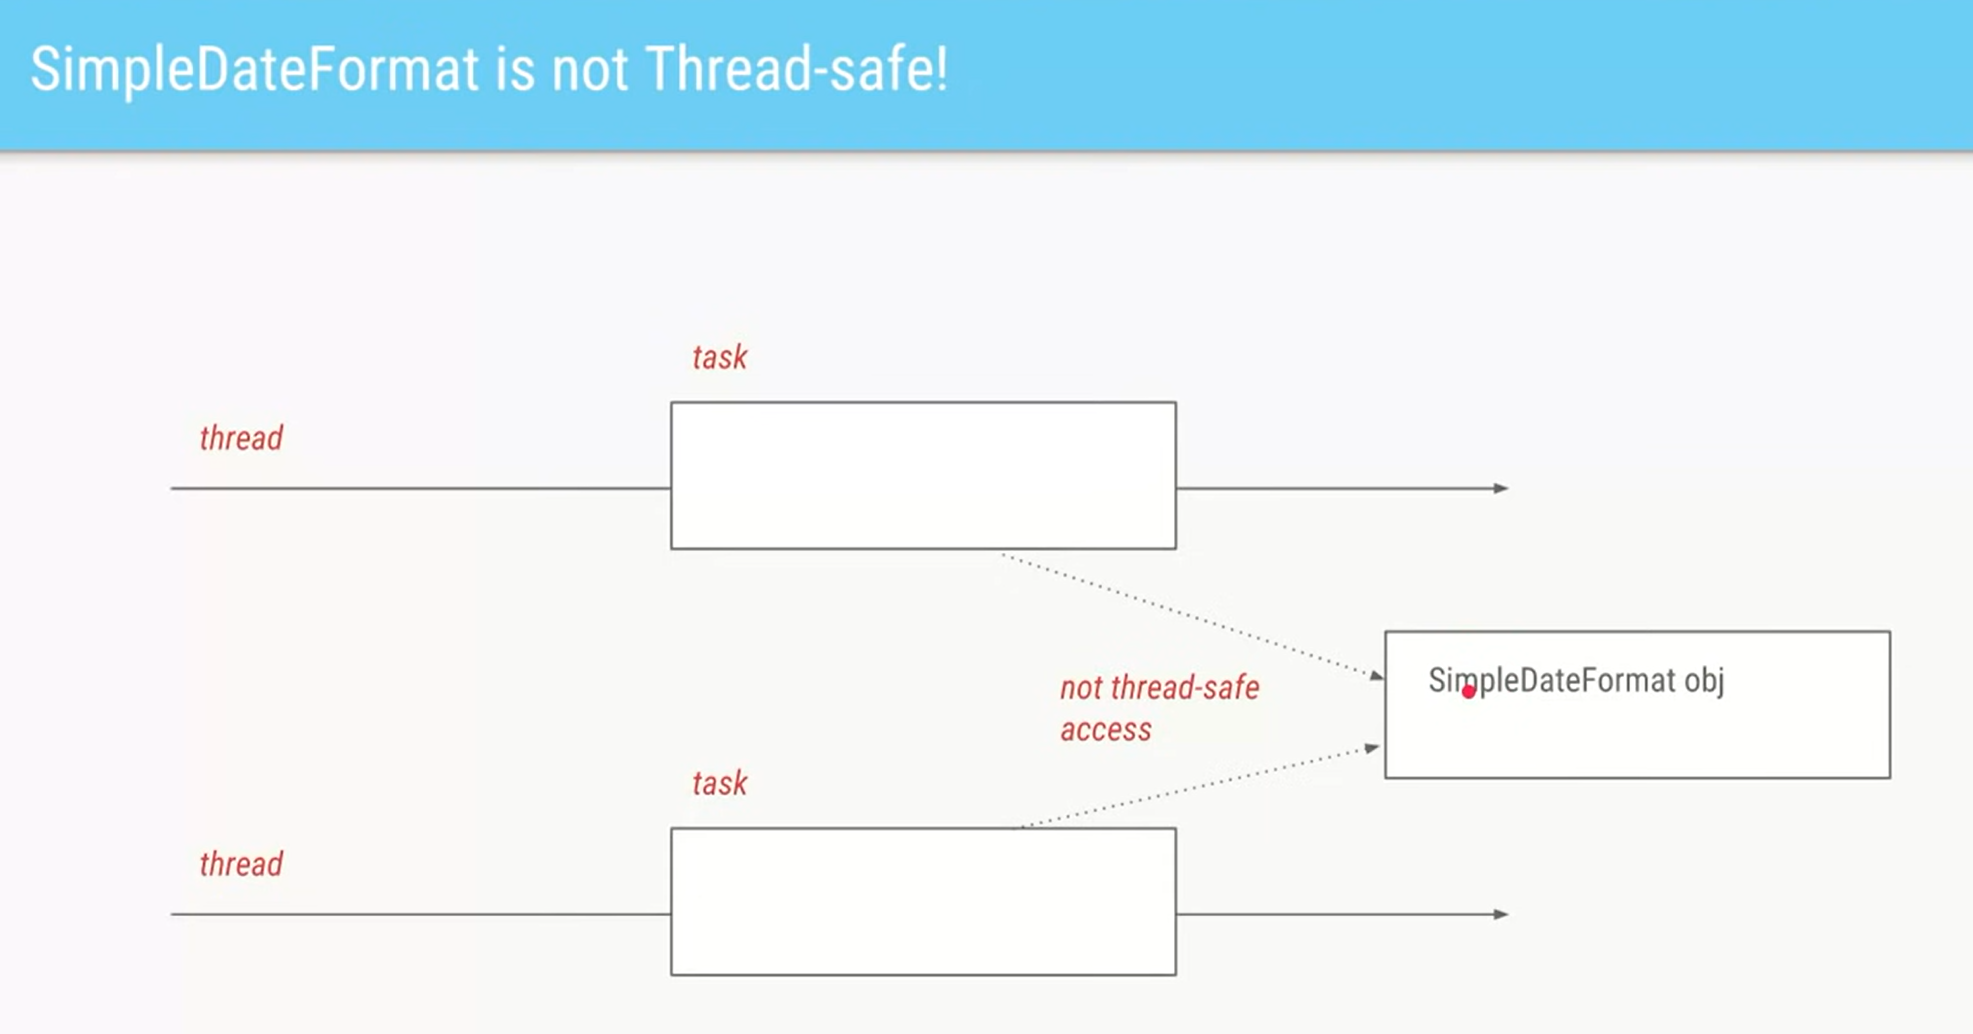 SimpleDateFormat is not Thread-safe!
task
thread
SimpleDateFormat obj
not thread-safe
access
task
thread